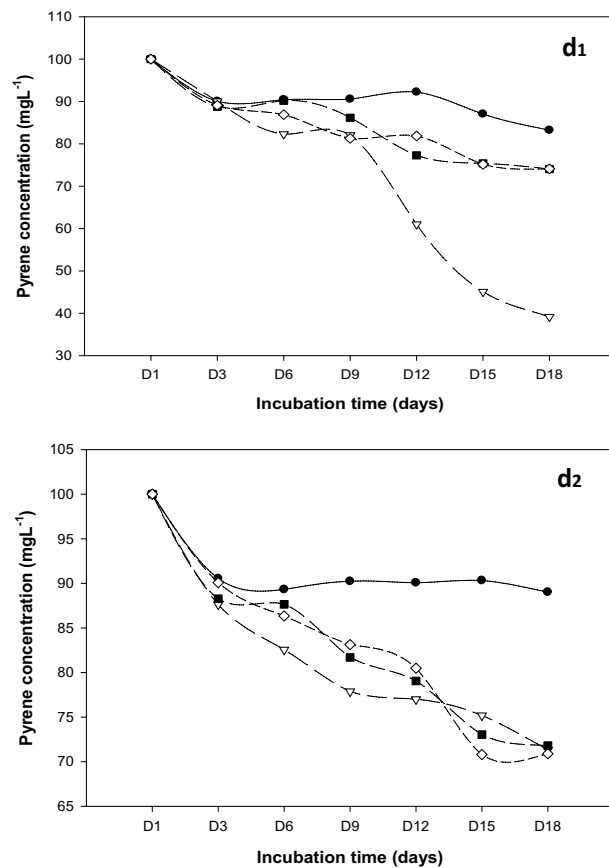 d1
Pyrene concentration (mgL-1)
100
90
80
70
60
50
40
30
D1 D3 D6 D9 D12 D15 D18
Incubation time (days)
d2
Pyrene concentration (mgL-1)
105
100
95
90
85
80
75
70
65
D1 D3 D6 D9 D12 D15 D18
Incubation time (days)